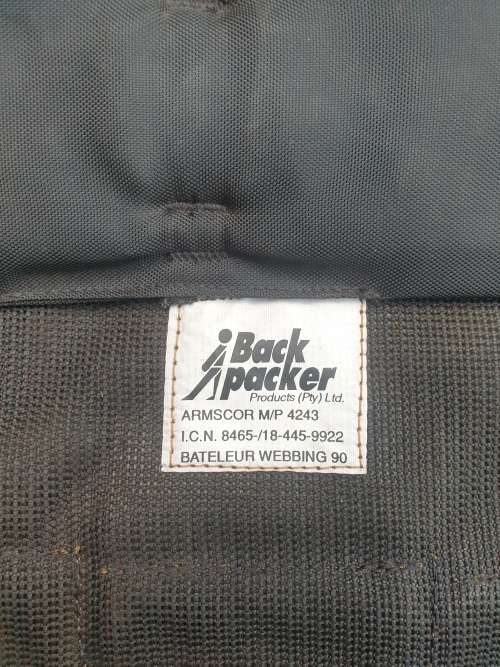 Back
packer
Products (Pty) Ltd.
ARMSCOR M/P 4243
I.C.N. 8465-/18-445-9922
BATELEUR WEBBING 90